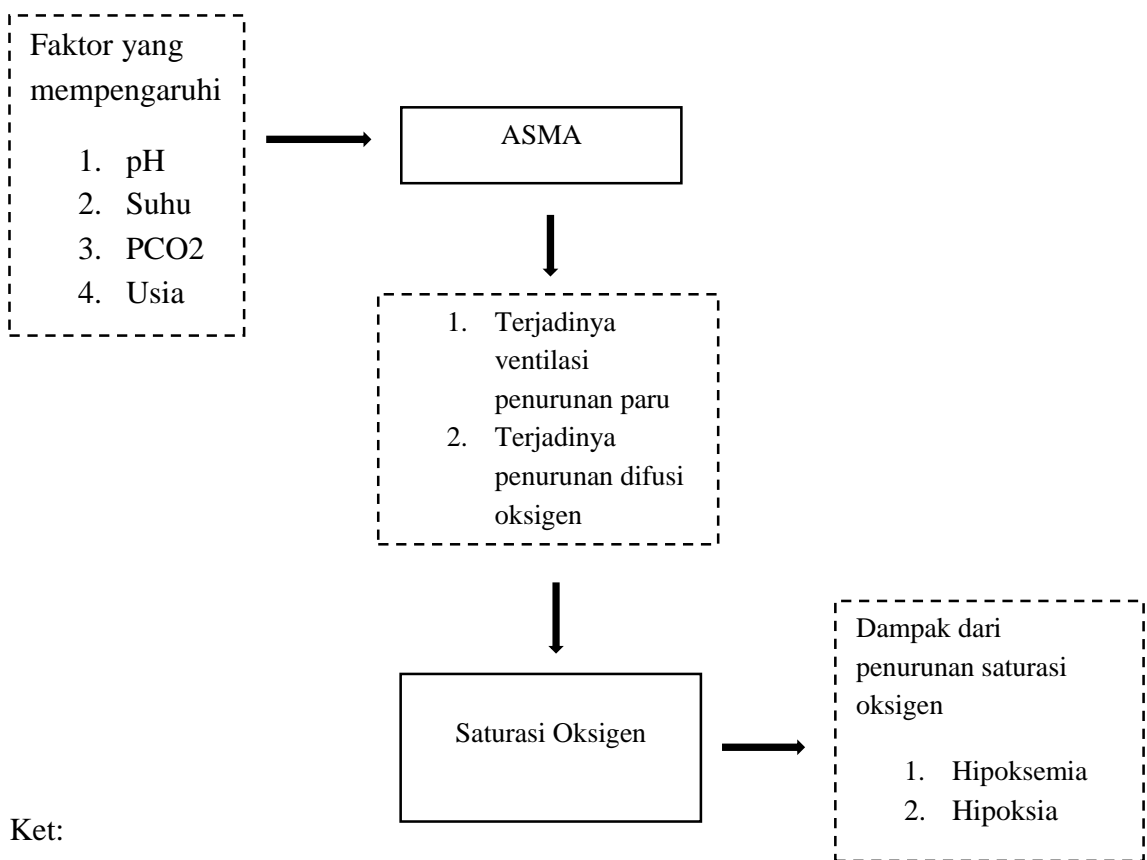 Faktor yang
mempengaruhi
1. pH
2. Suhu
3. PCO2
4. Usia
ASMA
1. Terjadinya
ventilasi
penurunan paru
2. Terjadinya
penurunan difusi
oksigen
Saturasi Oksigen
Dampak dari
penurunan saturasi
oksigen
1. Hipoksemia
2. Hipoksia
Ket: